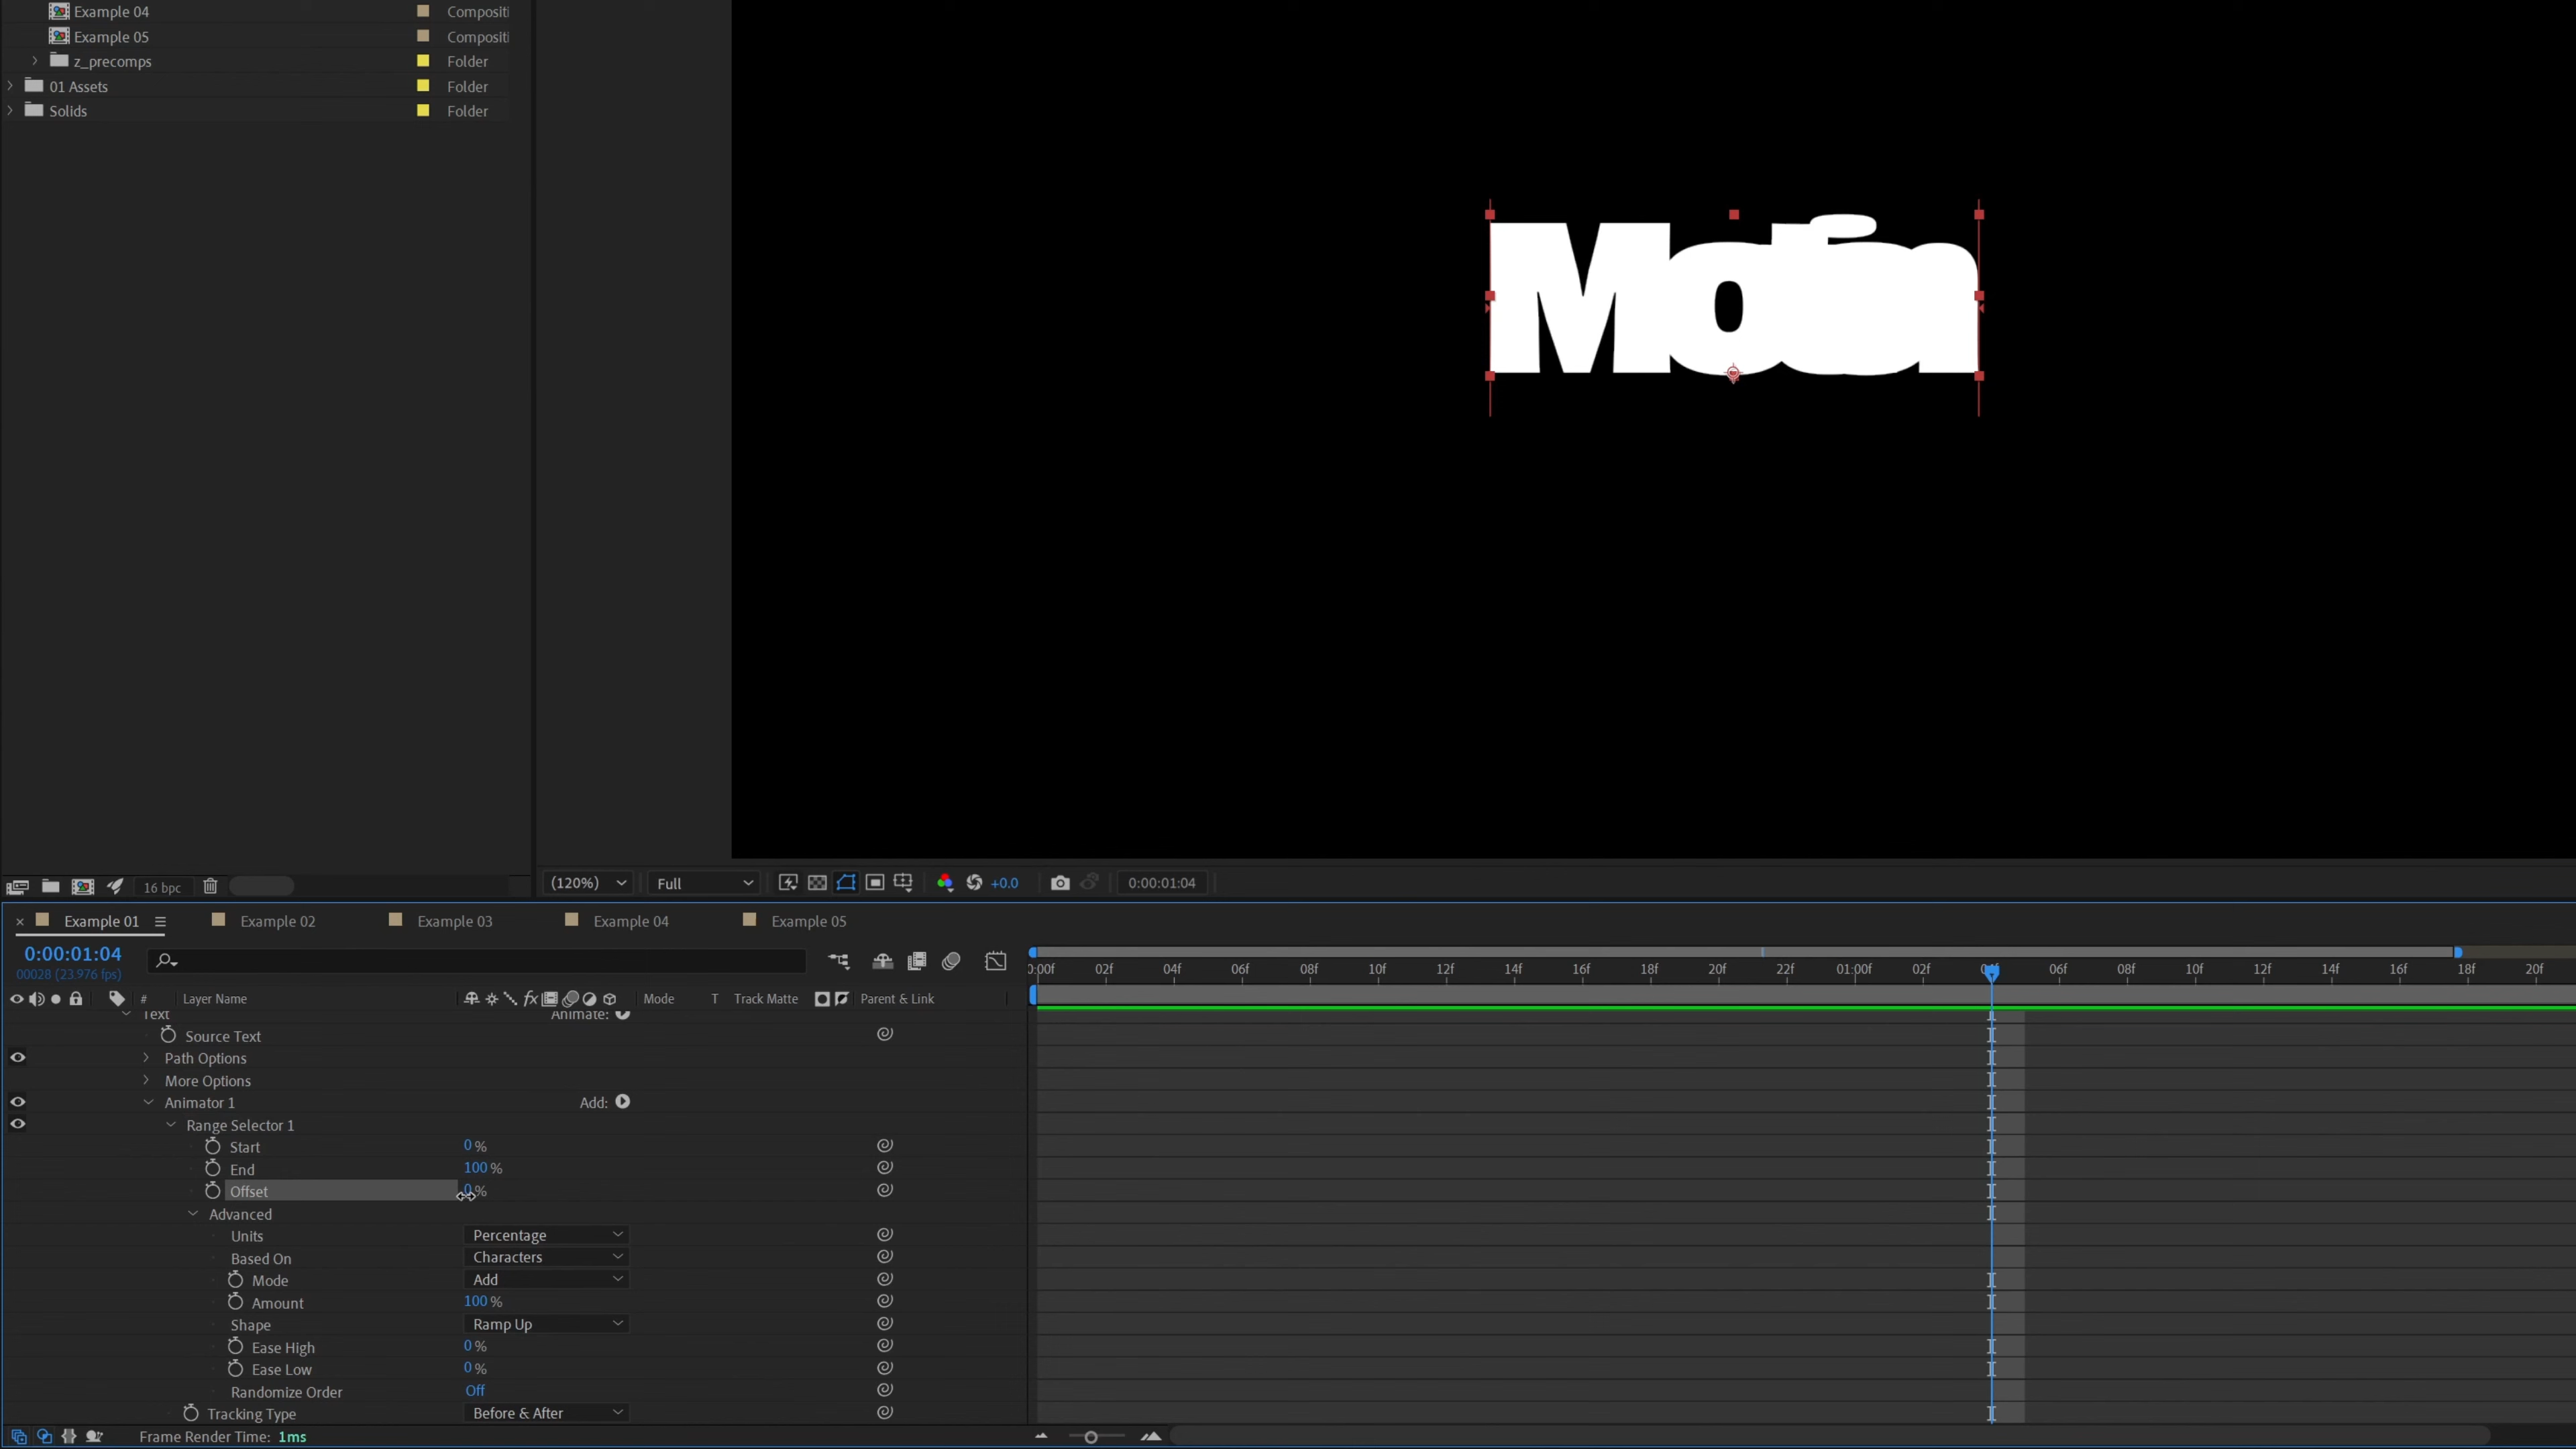 Example 04 Compositi
Example 05 Compositi
z_precomps Folder
01 Assets Folder
Solids Folder
Motion
16 bpc
(120%) Full +0.0 0:00:01:04
Example 01 Example 02 Example 03 Example 04 Example 05
0:00:01:04
00028 (23.976 fps)
0:00f 02f 04f 06f 08f 10f 12f 14f 16f 18f 20f 22f 01:00f 02f 04f 06f 08f 10f 12f 14f 16f 18f 20f
# Layer Name fx Mode T Track Matte Parent & Link
Text Animate:
Source Text
Path Options
More Options
Animator 1 Add:
Range Selector 1
Start 0 %
End 100 %
Offset 0 %
Advanced
Units Percentage
Based On Characters
Mode Add
Amount 100 %
Shape Ramp Up
Ease High 0 %
Ease Low 0 %
Randomize Order Off
Tracking Type Before & After
Frame Render Time: 1ms